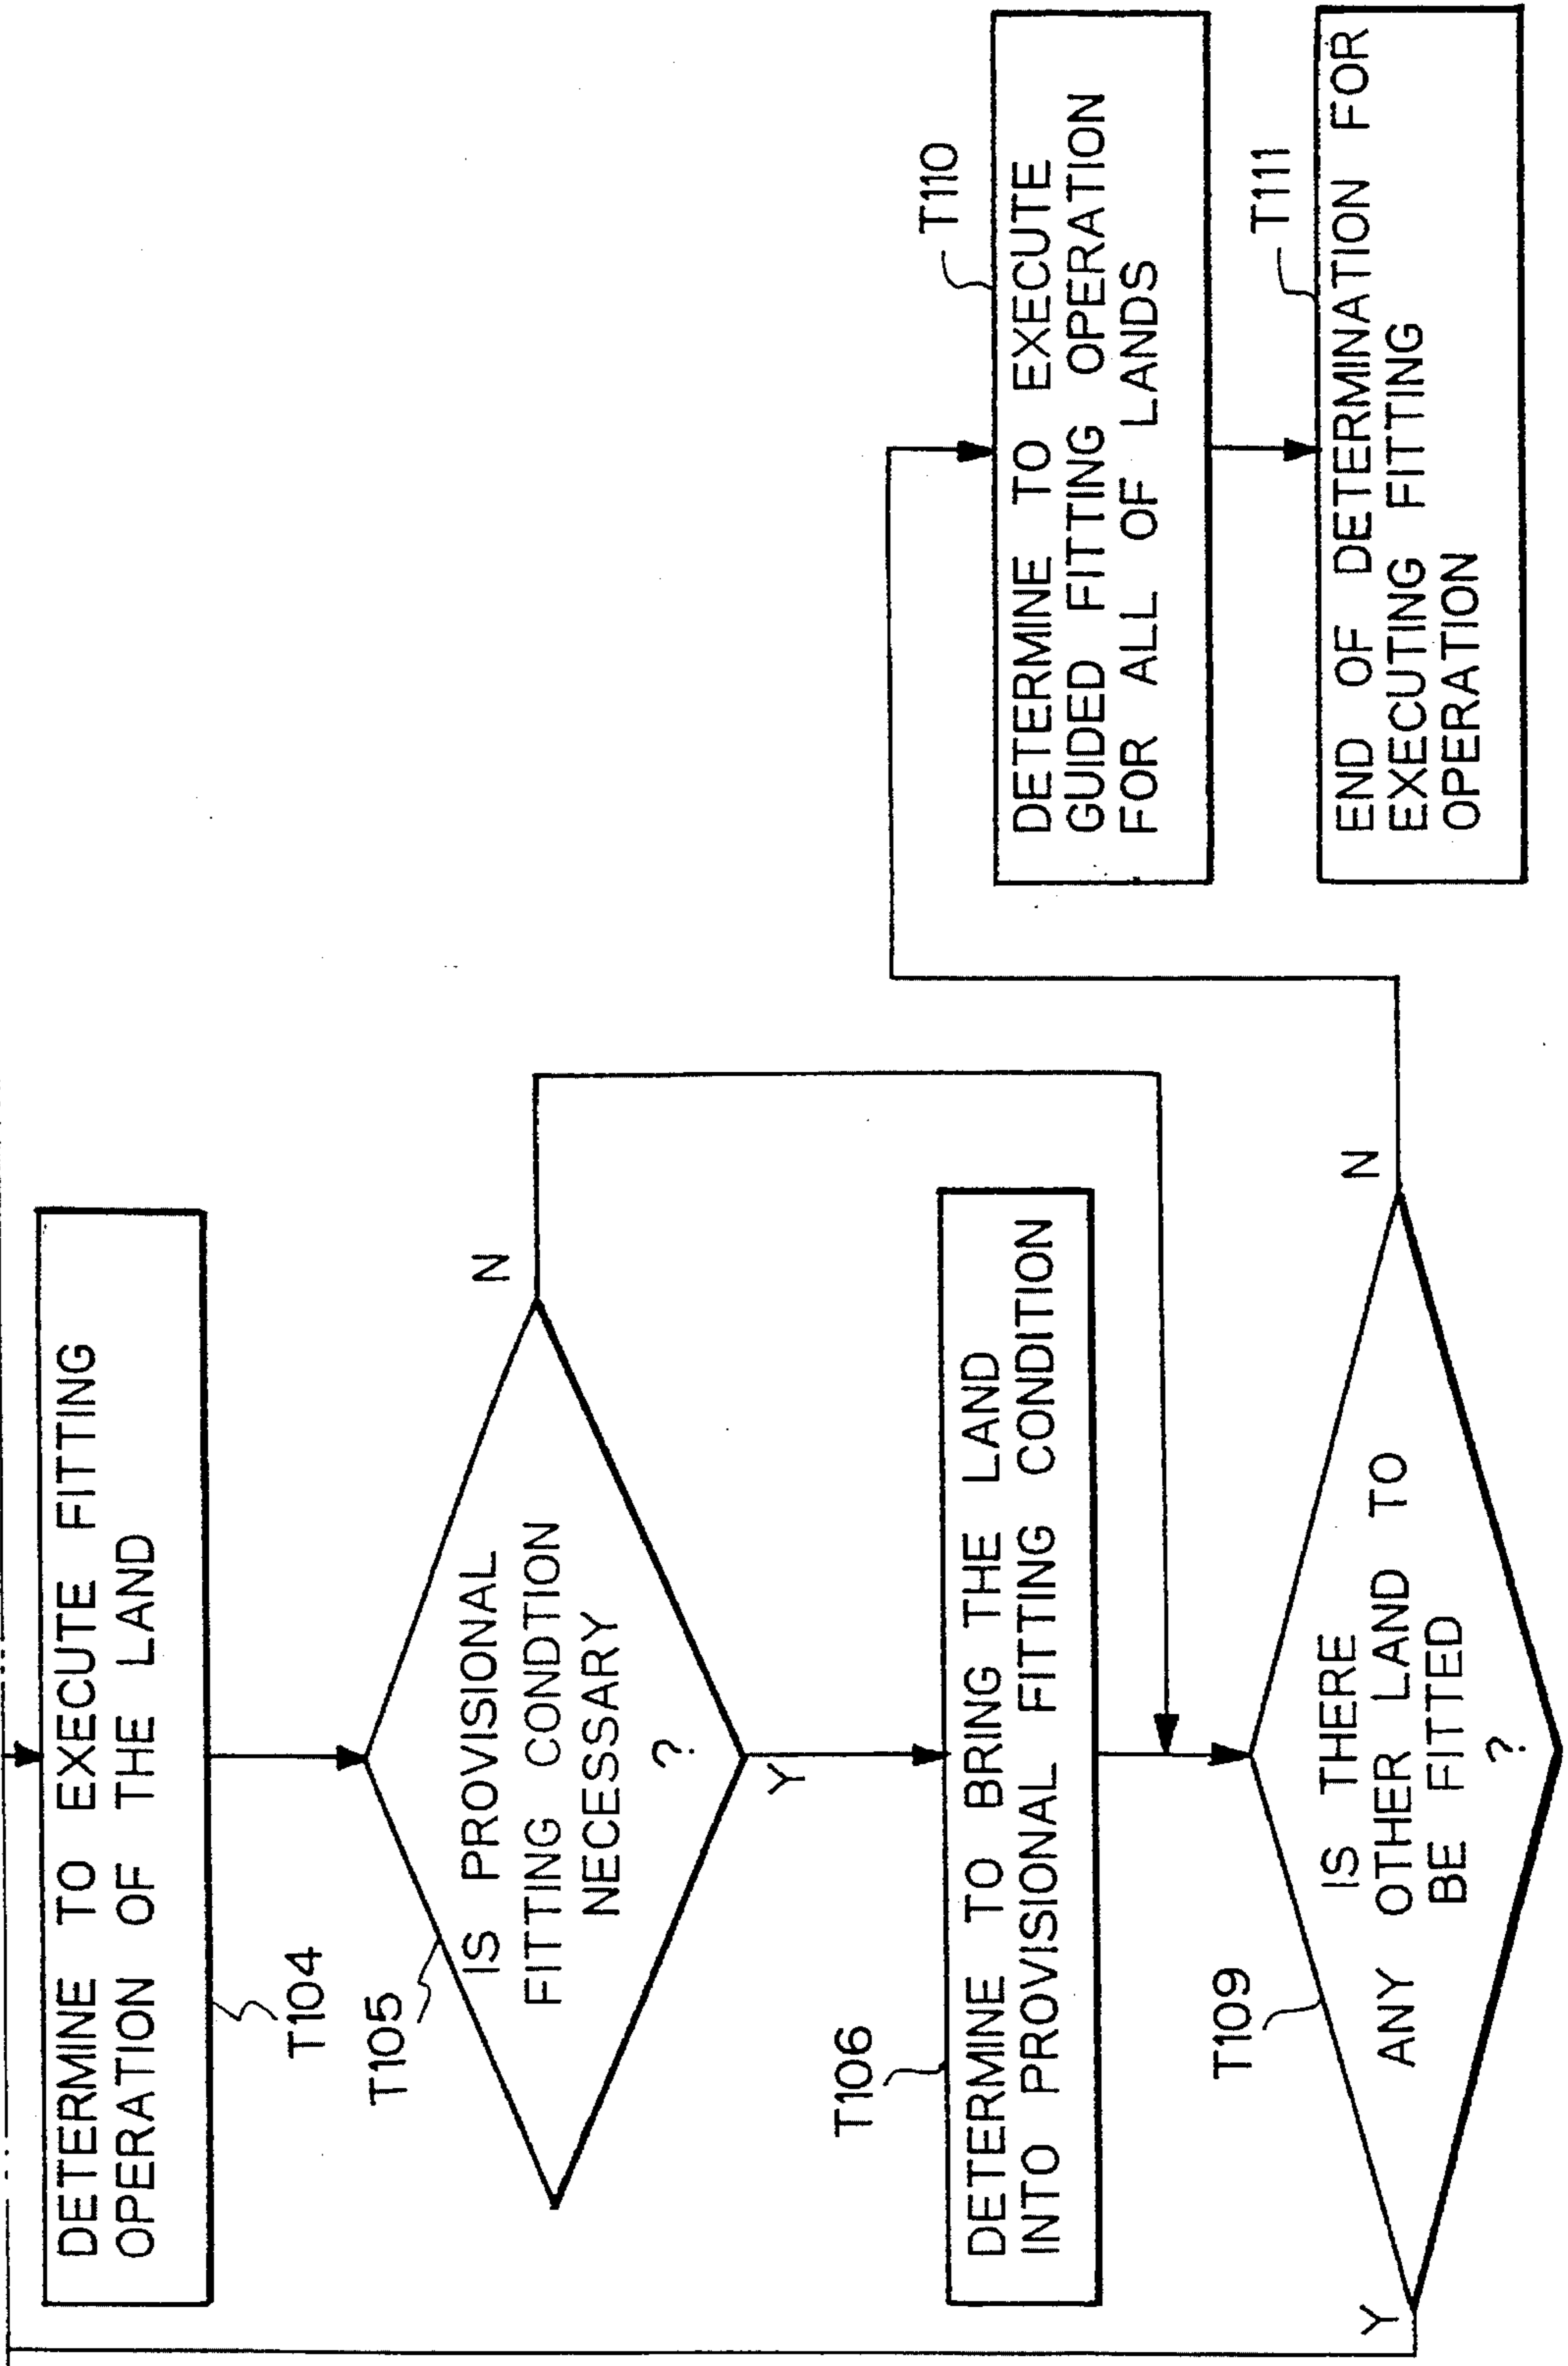 DETERMINE TO EXECUTE FITTING
OPERATION OF THE LAND
T104
T105
IS PROVISIONAL
FITTING CONDTION
NECESSARY
?
N
Y
T106
DETERMINE TO BRING THE LAND
INTO PROVISIONAL FITTING CONDITION
T109
IS THERE
ANY OTHER LAND TO
BE FITTED
?
Y
N
T110
DETERMINE TO EXECUTE
GUIDED FITTING OPERATION
FOR ALL OF LANDS
T111
END OF DETERMINATION FOR
EXECUTING FITTING
OPERATION